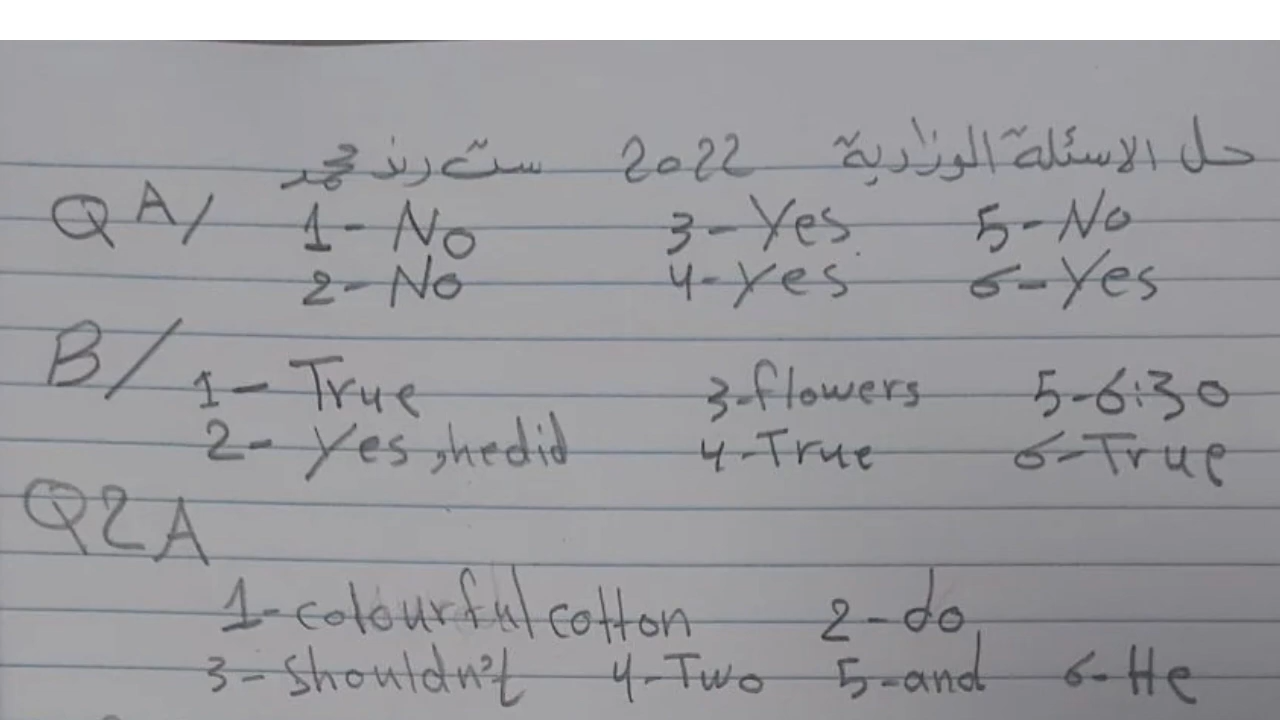 حل الاسئلة الوزارية 2022 ست رند محمد
Q A/ 1- No 3- Yes 5- No
2- No 4- Yes 6- Yes
B/ 1- True 3- flowers 5- 6:30
2- Yes, he did 4- True 6- True
Q2A
1- colourful cotton 2- do
3- shouldn't 4- Two 5- and 6- He